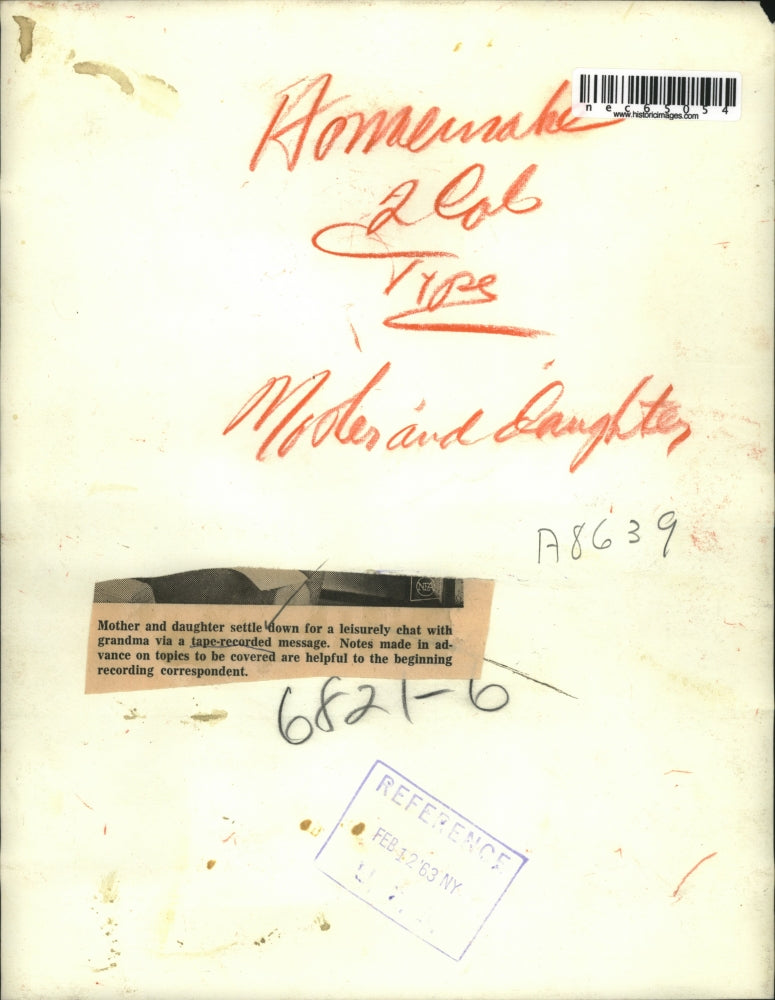 Homemaker
nec65054
www.historicimages.com
2 Col
Type
Mother and daughter
A8639
NEA
Mother and daughter settle down for a leisurely chat with
grandma via a tape-recorded message. Notes made in ad-
vance on topics to be covered are helpful to the beginning
recording correspondent.
6821-6
REFERENCE
FEB 12 '63 NY